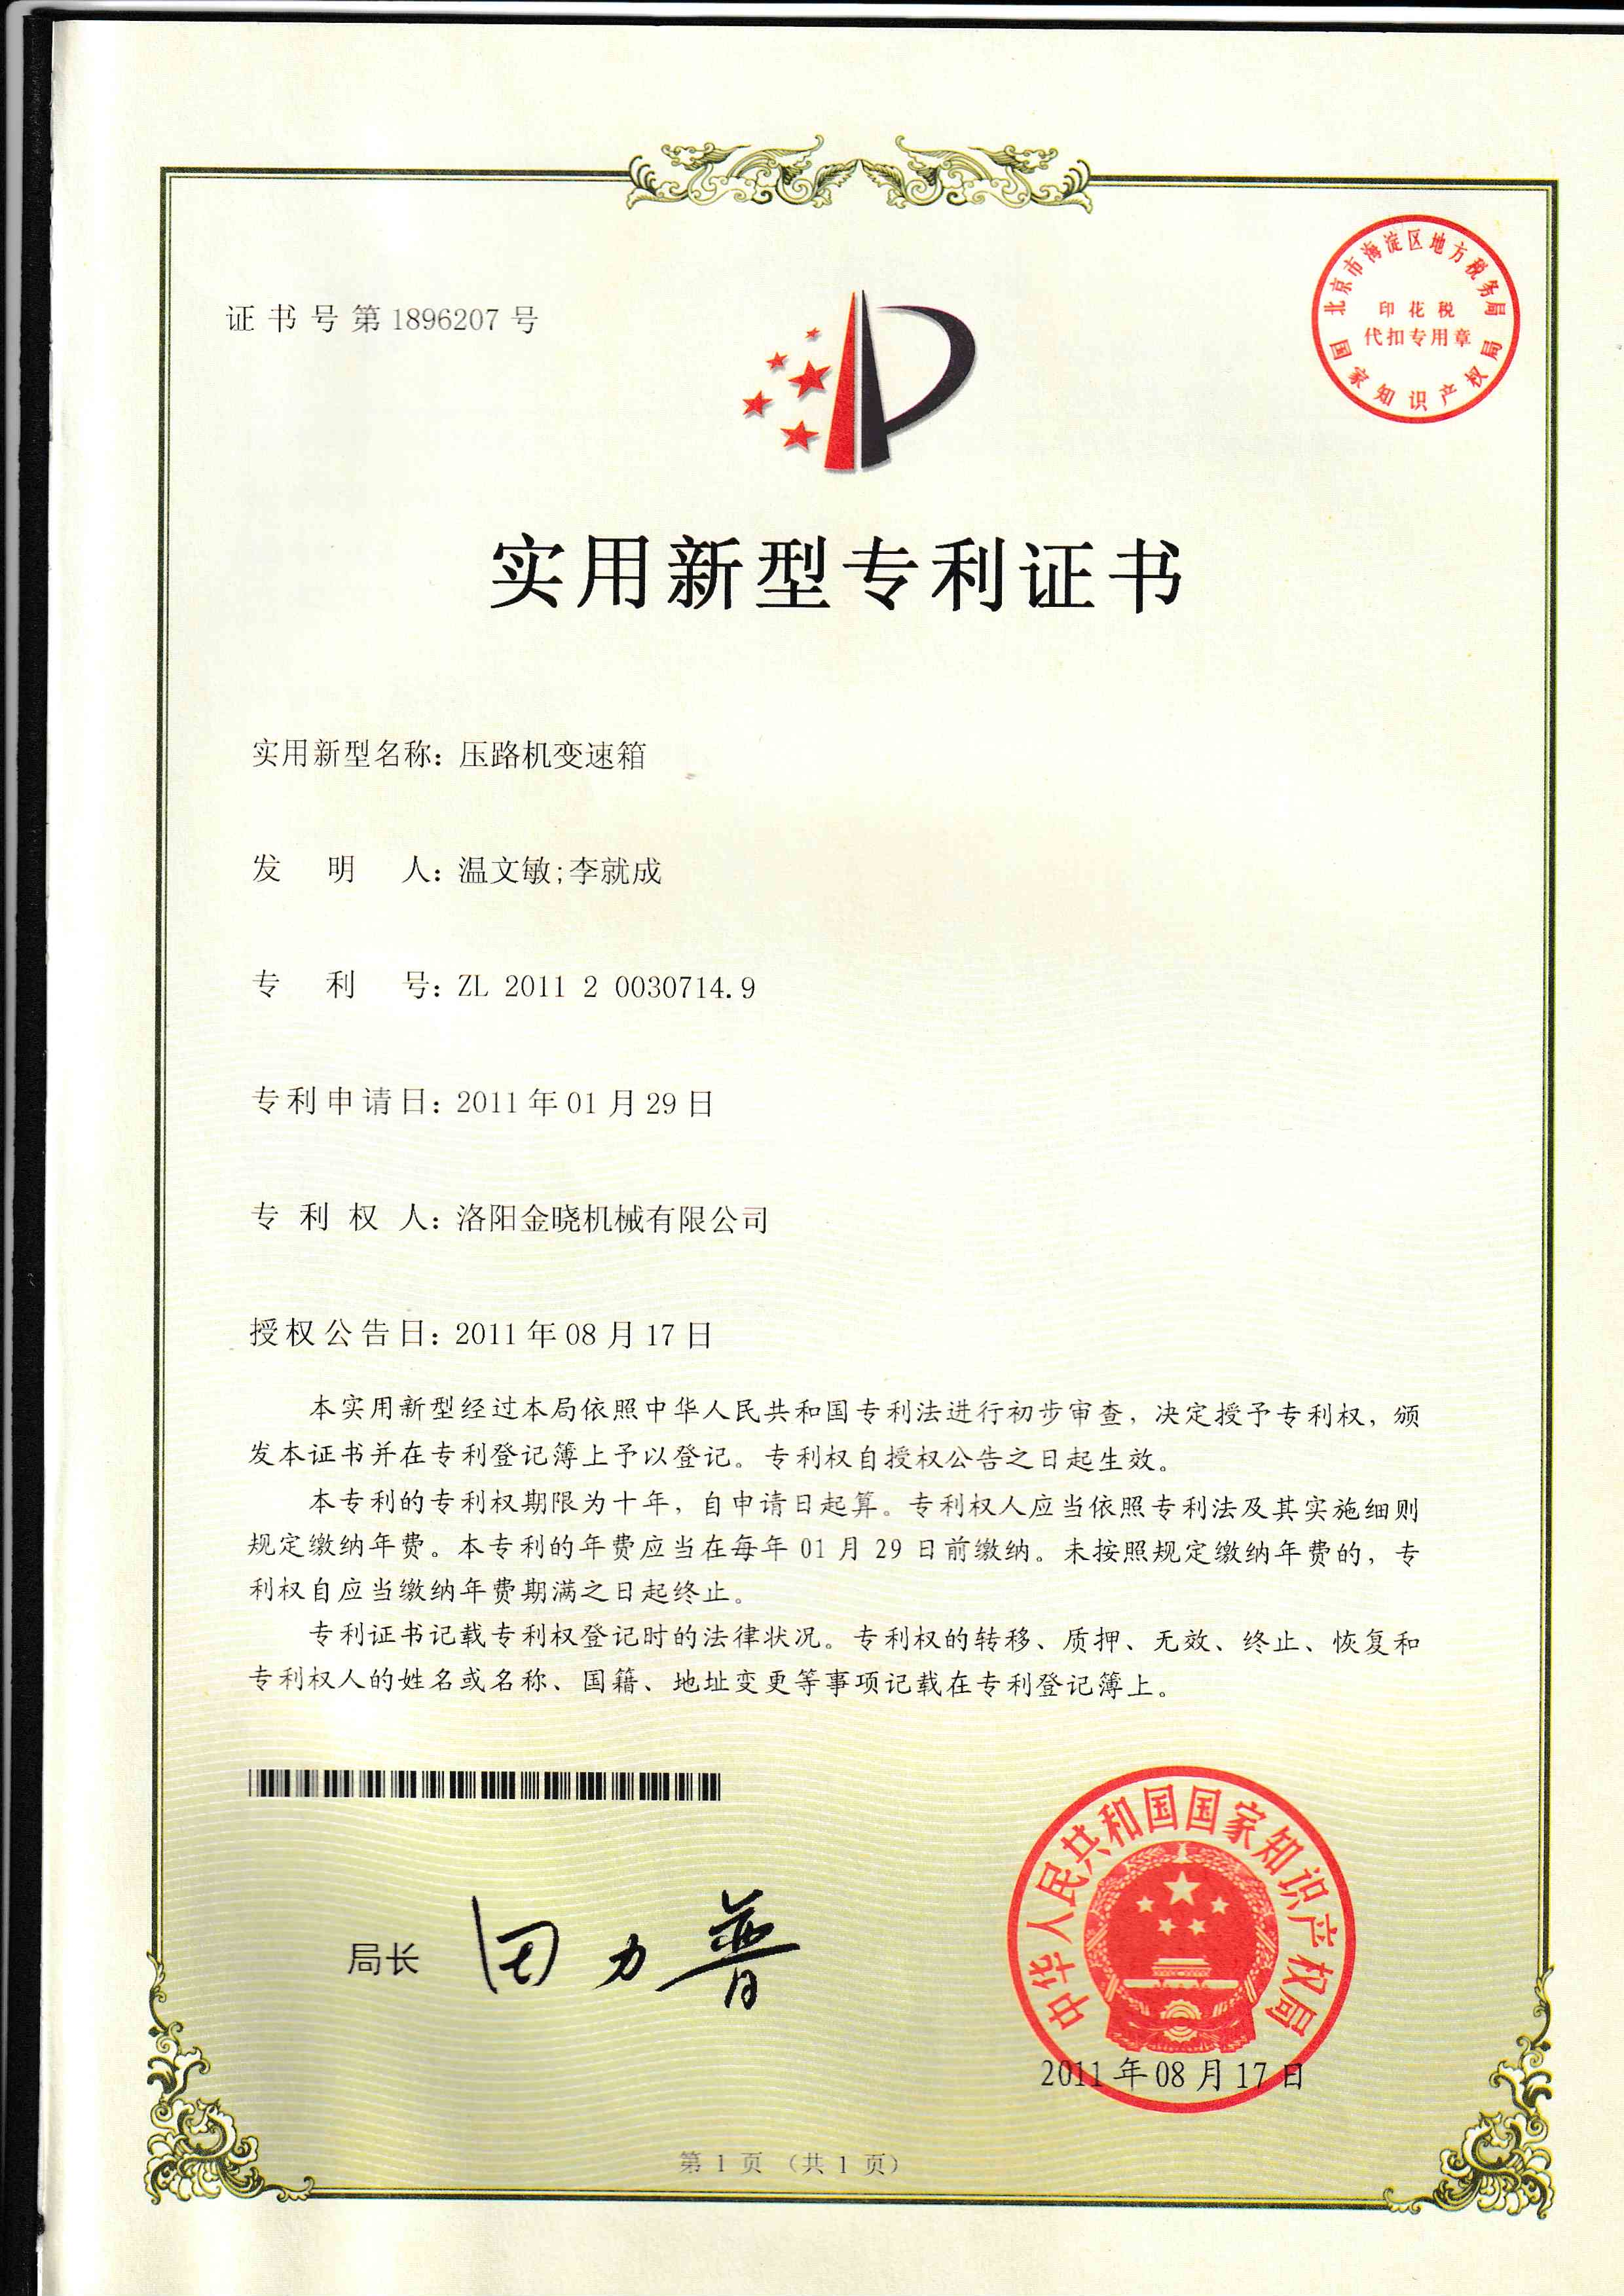 证书号第1896207号
北京市海淀区地方税务局
印花税
代扣专用章
国家知识产权局
实用新型专利证书
实用新型名称：压路机变速箱
发明人：温文敏;李就成
专利号：ZL 2011 2 0030714.9
专利申请日：2011年01月29日
专利权人：洛阳金晓机械有限公司
授权公告日：2011年08月17日
本实用新型经过本局依照中华人民共和国专利法进行初步审查，决定授予专利权，颁
发本证书并在专利登记簿上予以登记。专利权自授权公告之日起生效。
本专利的专利权期限为十年，自申请日起算。专利权人应当依照专利法及其实施细则
规定缴纳年费。本专利的年费应当在每年01月29日前缴纳。未按照规定缴纳年费的，专
利权自应当缴纳年费期满之日起终止。
专利证书记载专利权登记时的法律状况。专利权的转移、质押、无效、终止、恢复和
专利权人的姓名或名称、国籍、地址变更等事项记载在专利登记簿上。
中华人民共和国国家知识产权局
局长 田力普
2011年08月17日
第1页（共1页）